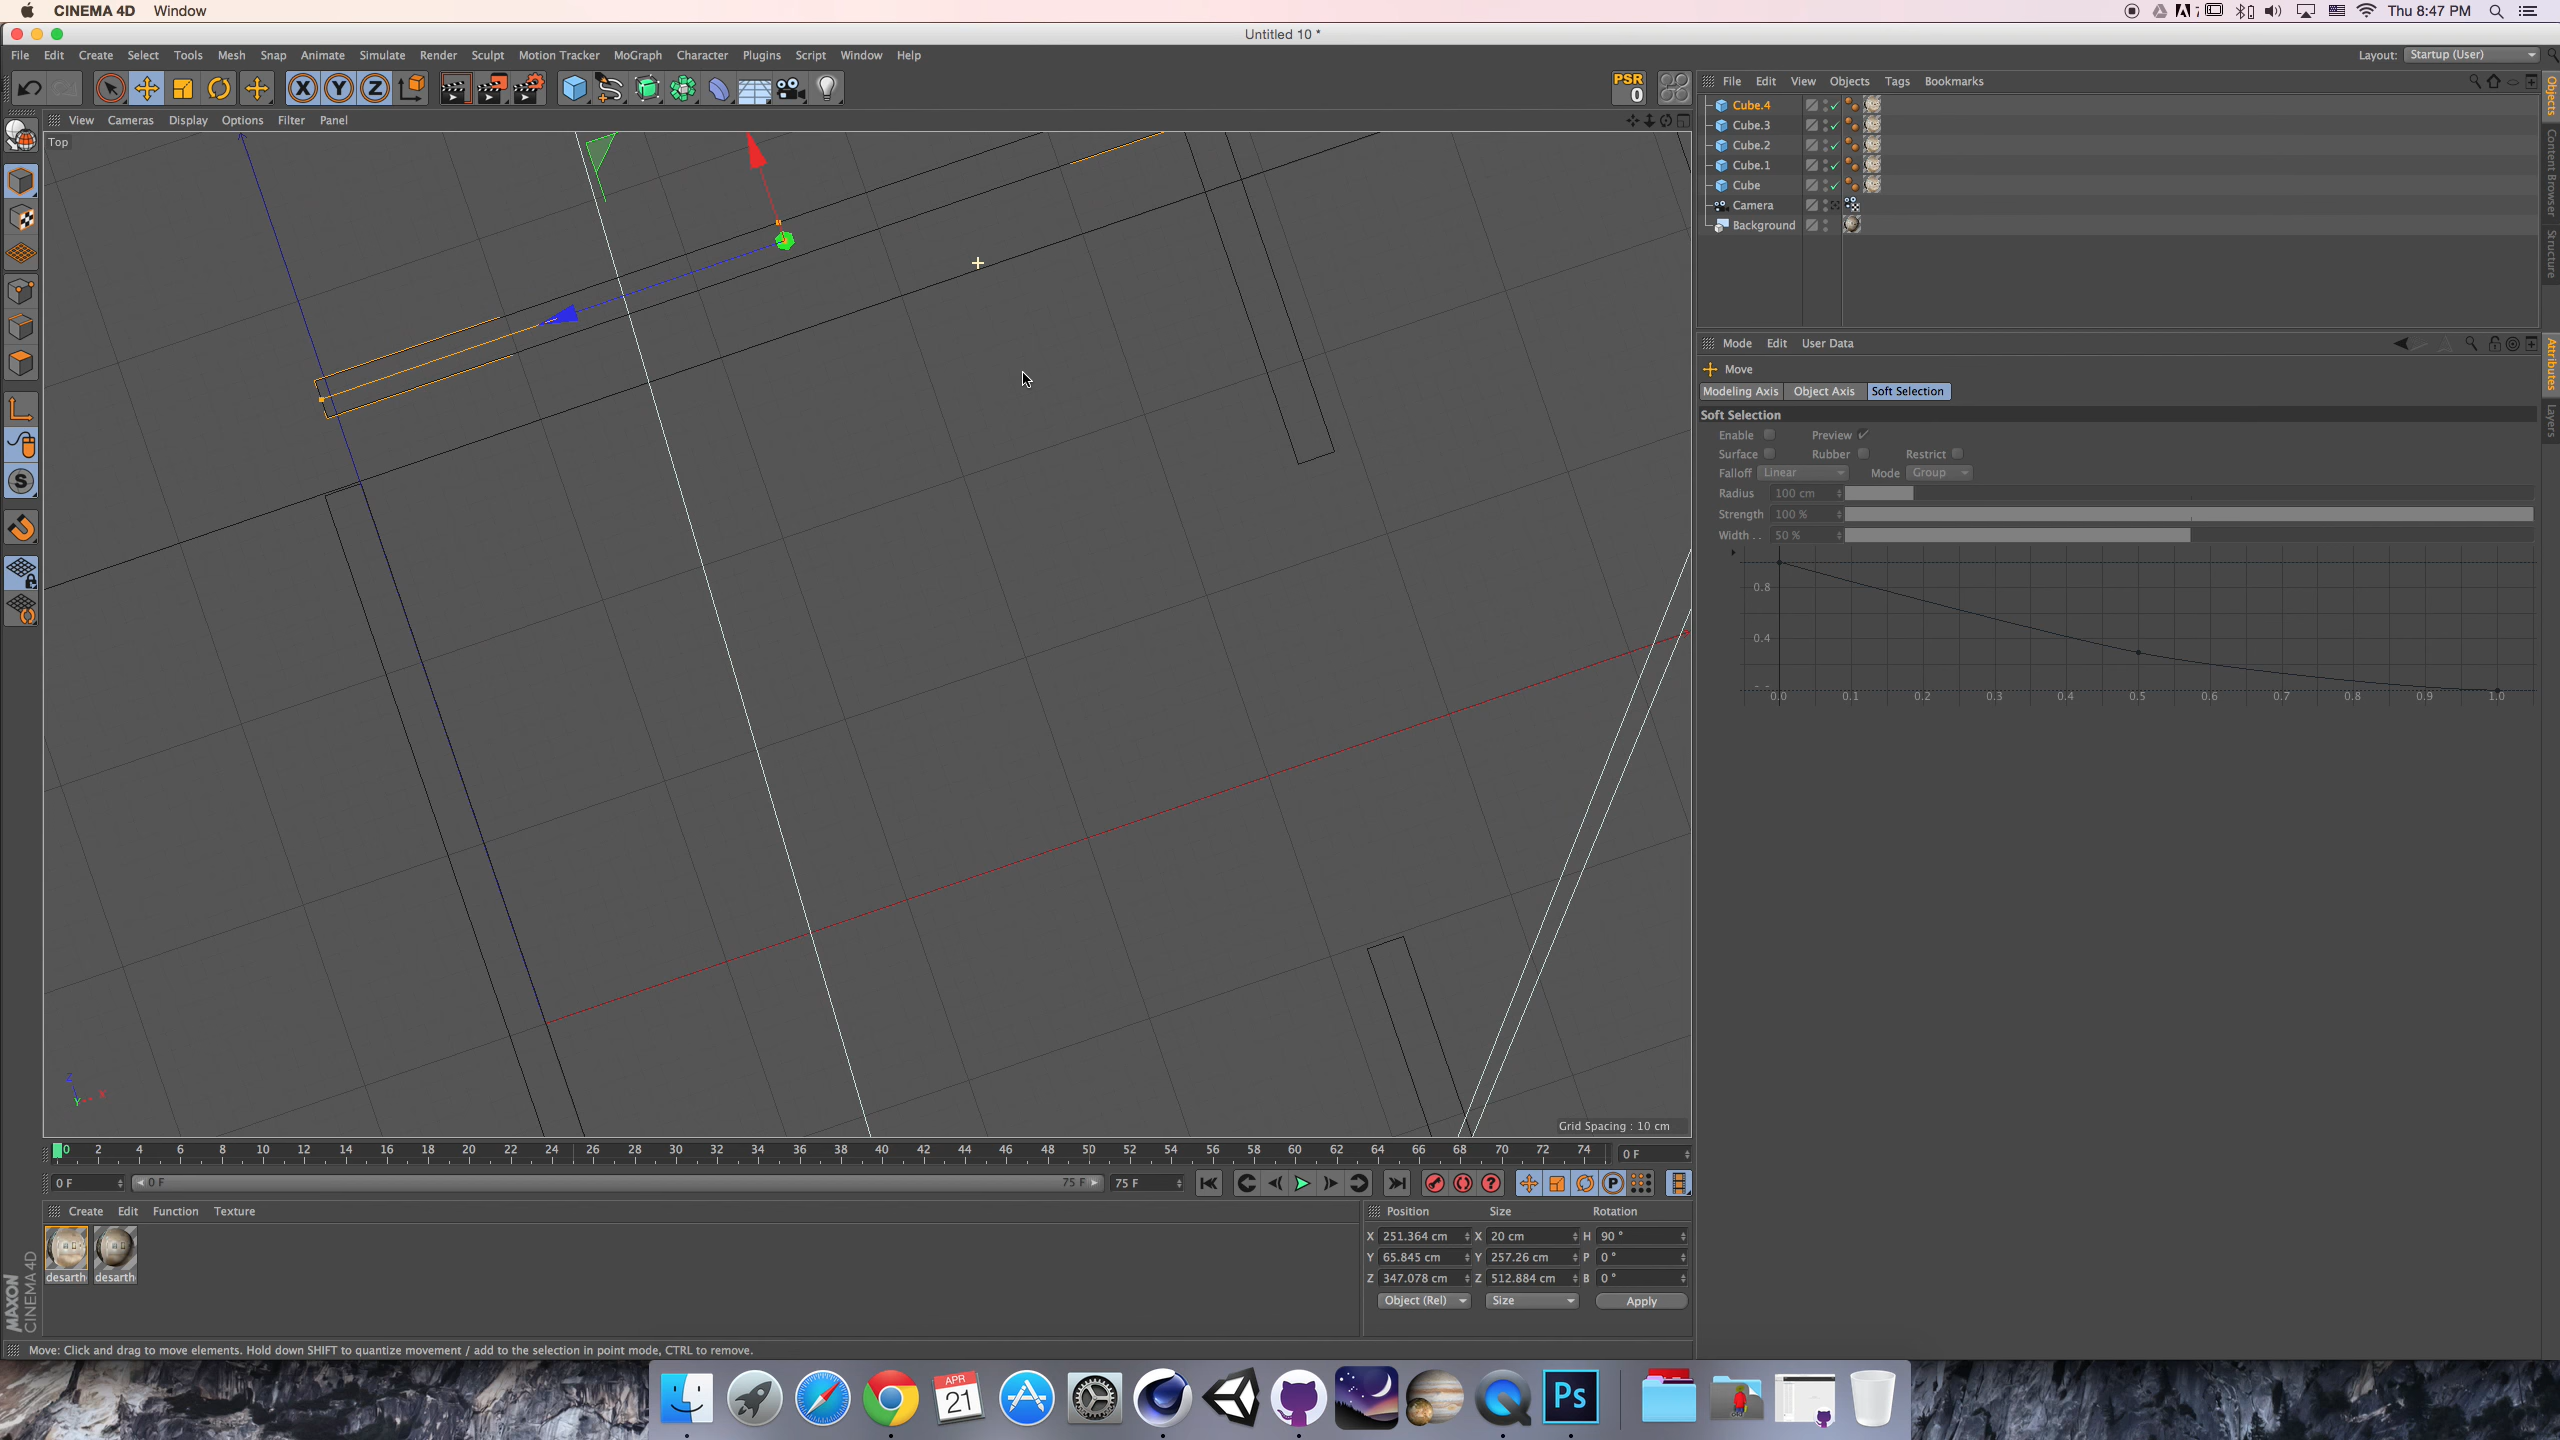 CINEMA 4D Window
Thu 8:47 PM
Untitled 10 *
File Edit Create Select Tools Mesh Snap Animate Simulate Render Sculpt Motion Tracker MoGraph Character Plugins Script Window Help
Layout: Startup (User)
X Y Z
PSR
0
File Edit View Objects Tags Bookmarks
View Cameras Display Options Filter Panel
Top
Cube.4
Cube.3
Cube.2
Cube.1
Cube
Camera
Background
Objects
Content Browser
Structure
Mode Edit User Data
Move
Modeling Axis Object Axis Soft Selection
Soft Selection
Enable Preview
Surface Rubber Restrict
Falloff Linear Mode Group
Radius 100 cm
Strength 100 %
Width . . 50 %
0.8
0.4
0.0 0.1 0.2 0.3 0.4 0.5 0.6 0.7 0.8 0.9 1.0
Attributes
Layers
Z
Y X
Grid Spacing : 10 cm
0 2 4 6 8 10 12 14 16 18 20 22 24 26 28 30 32 34 36 38 40 42 44 46 48 50 52 54 56 58 60 62 64 66 68 70 72 74 0 F
0 F 0 F 75 F 75 F
Create Edit Function Texture
desarth desarth
Position Size Rotation
X 251.364 cm X 20 cm H 90 °
Y 65.845 cm Y 257.26 cm P 0 °
Z 347.078 cm Z 512.884 cm B 0 °
Object (Rel) Size Apply
MAXON
CINEMA 4D
Move: Click and drag to move elements. Hold down SHIFT to quantize movement / add to the selection in point mode, CTRL to remove.
APR
21
Ps